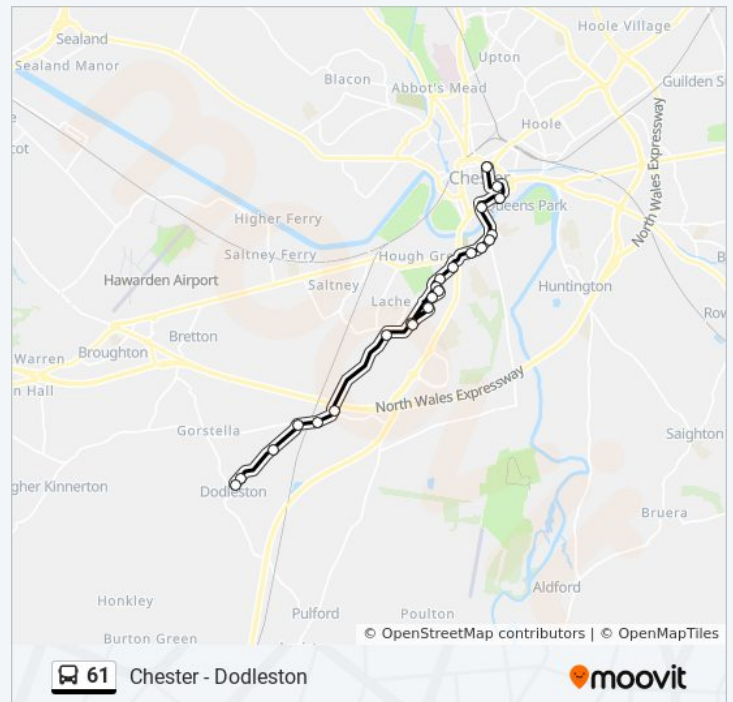 Hoole Village
Sealand
Sealand Manor
Upton
Blacon
Abbot's Mead
Guilden S
Hoole
cot
Chester
North Wales Expressway
Queens Park
Higher Ferry
Saltney Ferry
Hough Gr
B
Hawarden Airport
Saltney
Huntington
Lache
Row
Bretton
Warren
Broughton
n Hall
North Wales Expressway
Gorstella
Saighton
gher Kinnerton
Dodleston
Bruera
Aldford
Honkley
Pulford
Poulton
Burton Green
© OpenStreetMap contributors | © OpenMapTiles
61 Chester - Dodleston
moovit